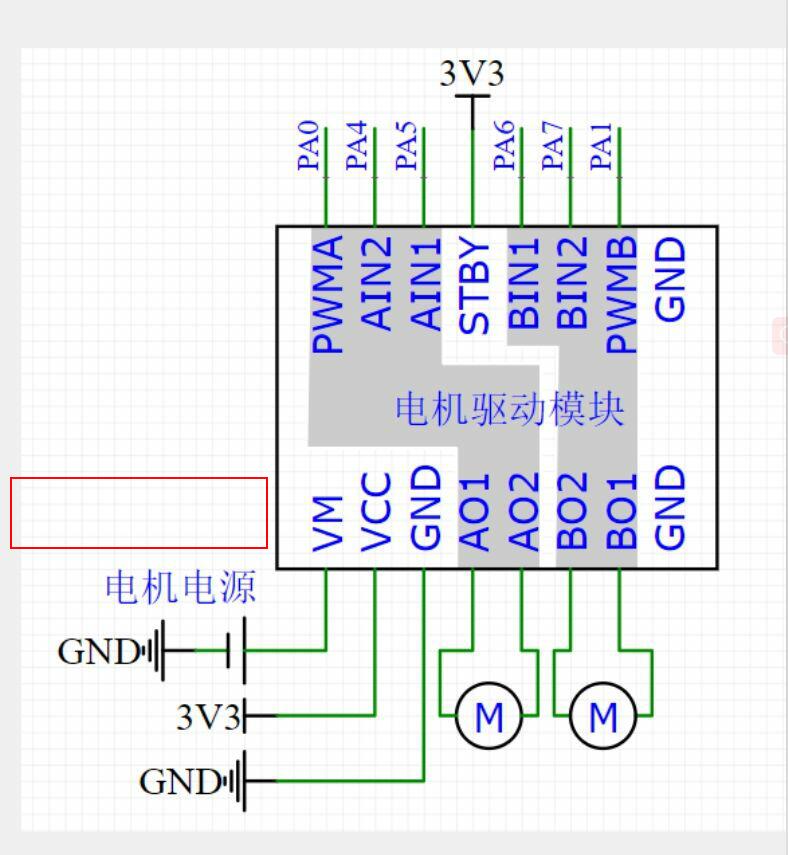 3V3
PA0 PA4 PA5 PA6 PA7 PA1
PWMA AIN2 AIN1 STBY BIN1 BIN2 PWMB GND
电机驱动模块
VM VCC GND AO1 AO2 BO2 BO1 GND
电机电源
GND
3V3
M M
GND